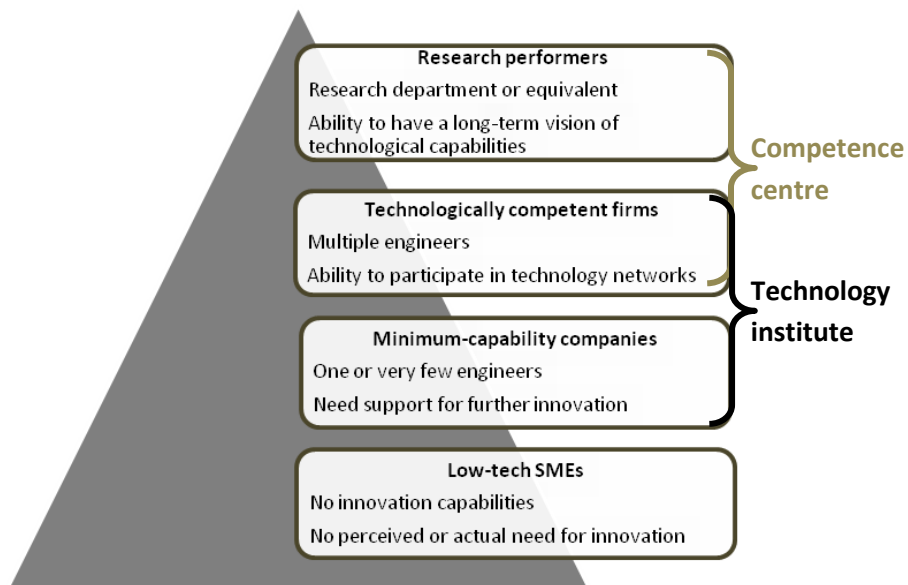 Research performers
Research department or equivalent
Ability to have a long-term vision of
technological capabilities
Competence
centre
Technologically competent firms
Multiple engineers
Ability to participate in technology networks
Technology
institute
Minimum-capability companies
One or very few engineers
Need support for further innovation
Low-tech SMEs
No innovation capabilities
No perceived or actual need for innovation